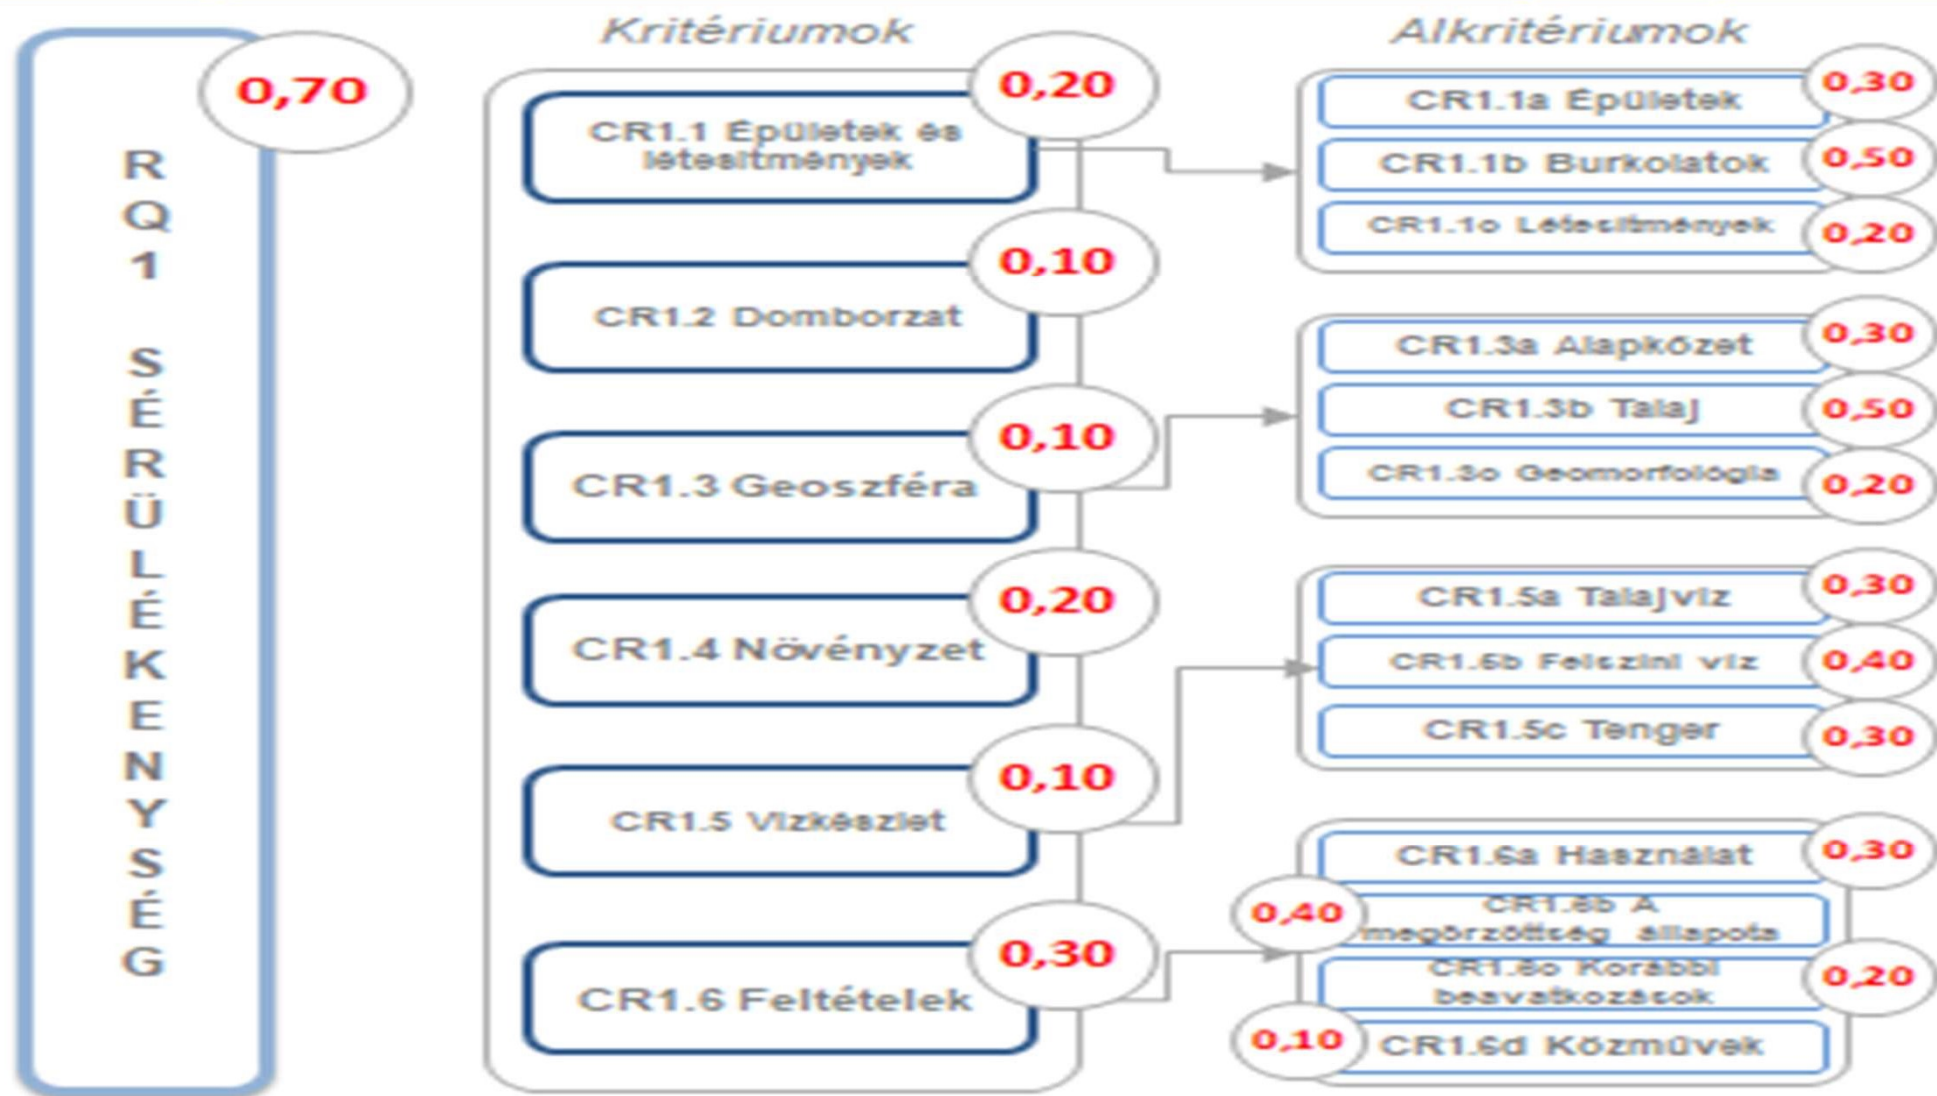 Kritériumok
Alkritériumok
RQ1 SÉRÜLÉKENYSÉG
0,70
CR1.1 Épületek és
létesítmények
0,20
CR1.2 Domborzat
0,10
CR1.3 Geoszféra
0,10
CR1.4 Növényzet
0,20
CR1.5 Vízkészlet
0,10
CR1.6 Feltételek
0,30
CR1.1a Épületek
0,30
CR1.1b Burkolatok
0,50
CR1.1c Létesítmények
0,20
CR1.3a Alapkőzet
0,30
CR1.3b Talaj
0,50
CR1.3c Geomorfológia
0,20
CR1.5a Talajvíz
0,30
CR1.5b Felszíni víz
0,40
CR1.5c Tenger
0,30
CR1.6a Használat
0,30
CR1.6b A
megőrzöttség állapota
0,40
CR1.6c Korábbi
beavatkozások
0,20
CR1.6d Közművek
0,10